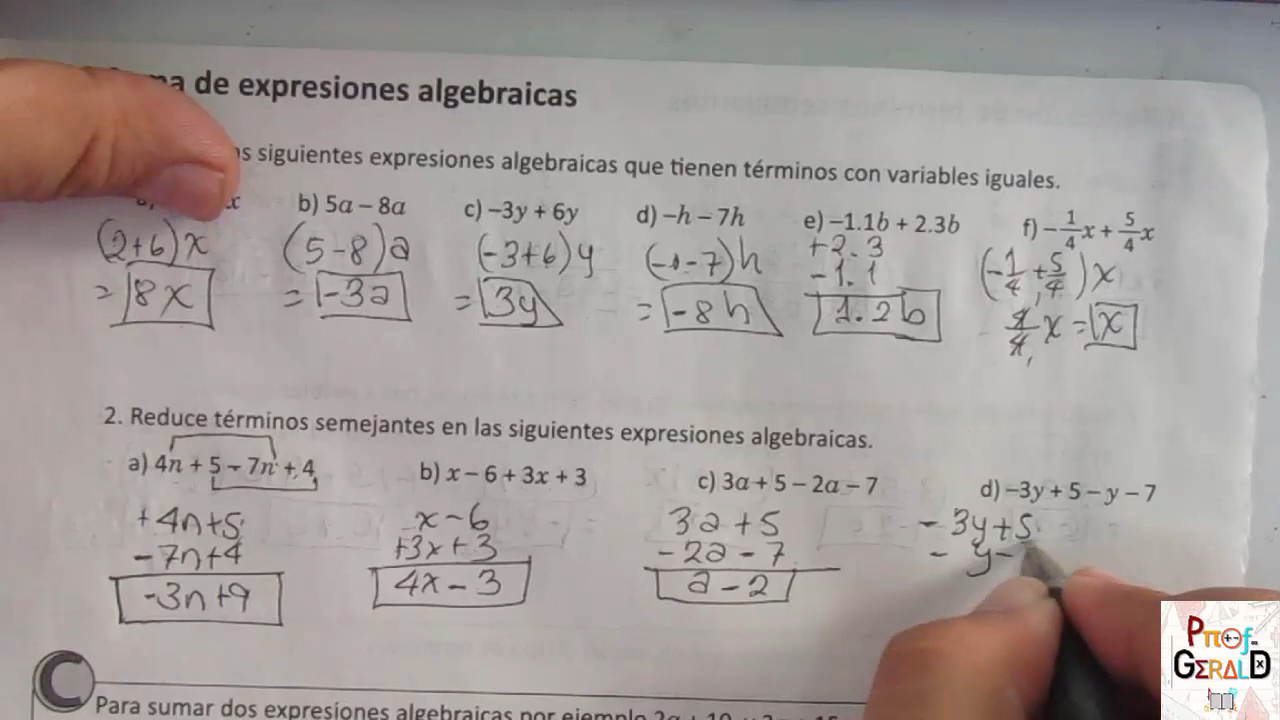 de expresiones algebraicas
siguientes expresiones algebraicas que tienen términos con variables iguales.
b) 5a – 8a
c) –3y + 6y
d) –h – 7h
e) –1.1b + 2.3b
f) –1/4x + 5/4x
(2+6)x
= 8x
(5-8)a
= -3a
(-3+6)y
= 3y
(-1-7)h
= -8h
+2.3
-1.1
1.2b
(-1/4 + 5/4)x
4/4 x = x
2. Reduce términos semejantes en las siguientes expresiones algebraicas.
a) 4n + 5 – 7n + 4
b) x – 6 + 3x + 3
c) 3a + 5 – 2a – 7
d) –3y + 5 – y – 7
+4n+5
-7n+4
-3n+9
x-6
+3x+3
4x-3
3a+5
-2a-7
a-2
-3y+5
- y-
C
Para sumar dos expresiones algebraicas por ejemplo
Pπof.
GΣRALD